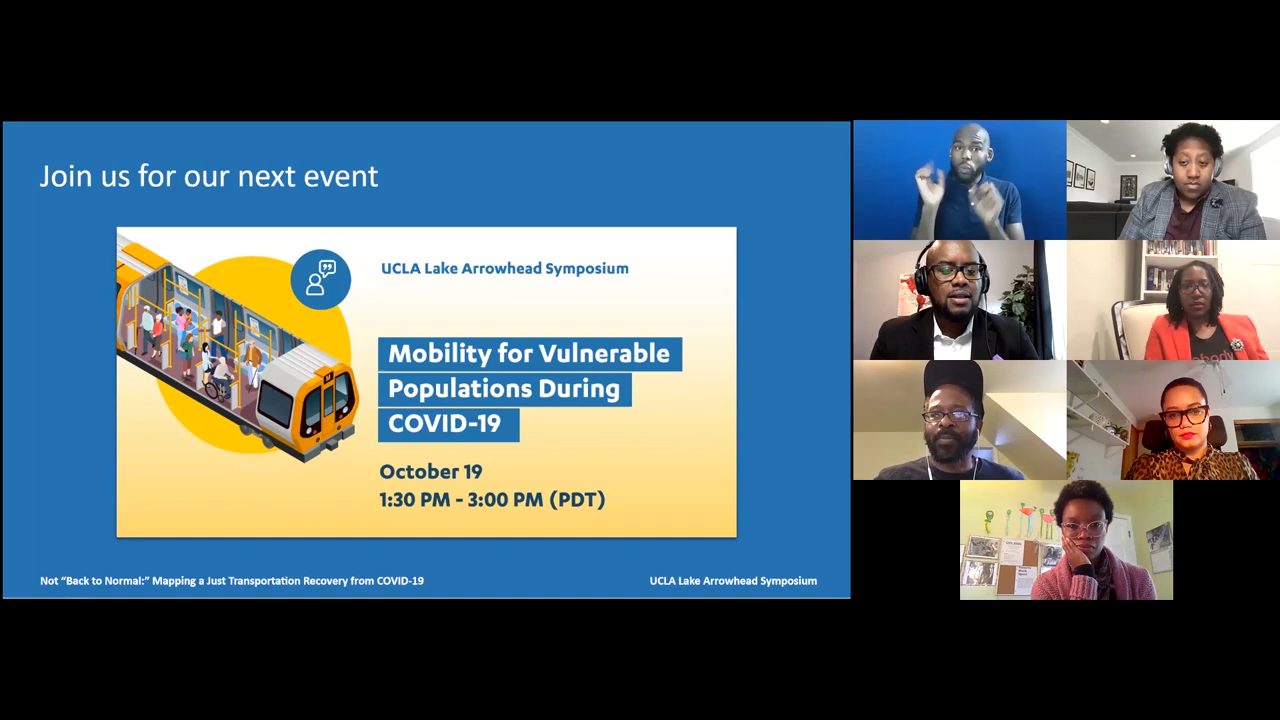 Join us for our next event
UCLA Lake Arrowhead Symposium
Mobility for Vulnerable
Populations During
COVID-19
October 19
1:30 PM - 3:00 PM (PDT)
Not “Back to Normal:” Mapping a Just Transportation Recovery from COVID-19
UCLA Lake Arrowhead Symposium